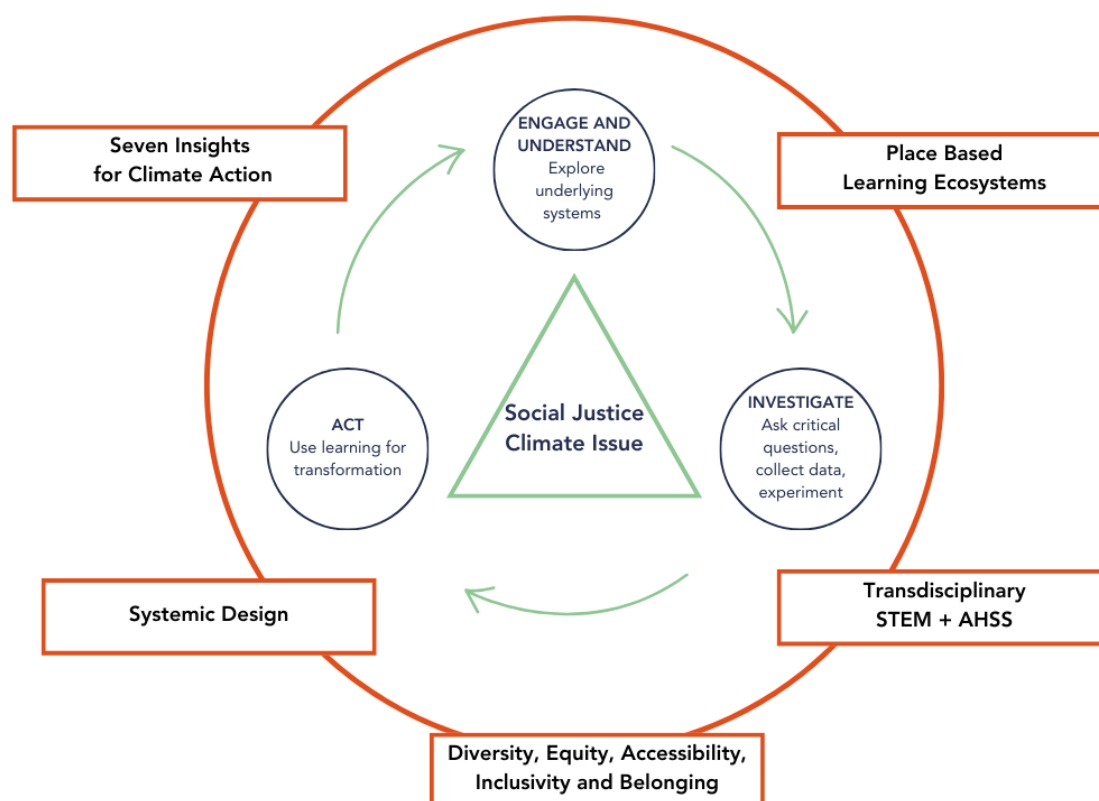 Seven Insights
for Climate Action
ENGAGE AND
UNDERSTAND
Explore
underlying
systems
Place Based
Learning Ecosystems
Social Justice
Climate Issue
ACT
Use learning for
transformation
INVESTIGATE
Ask critical
questions,
collect data,
experiment
Systemic Design
Transdisciplinary
STEM + AHSS
Diversity, Equity, Accessibility,
Inclusivity and Belonging